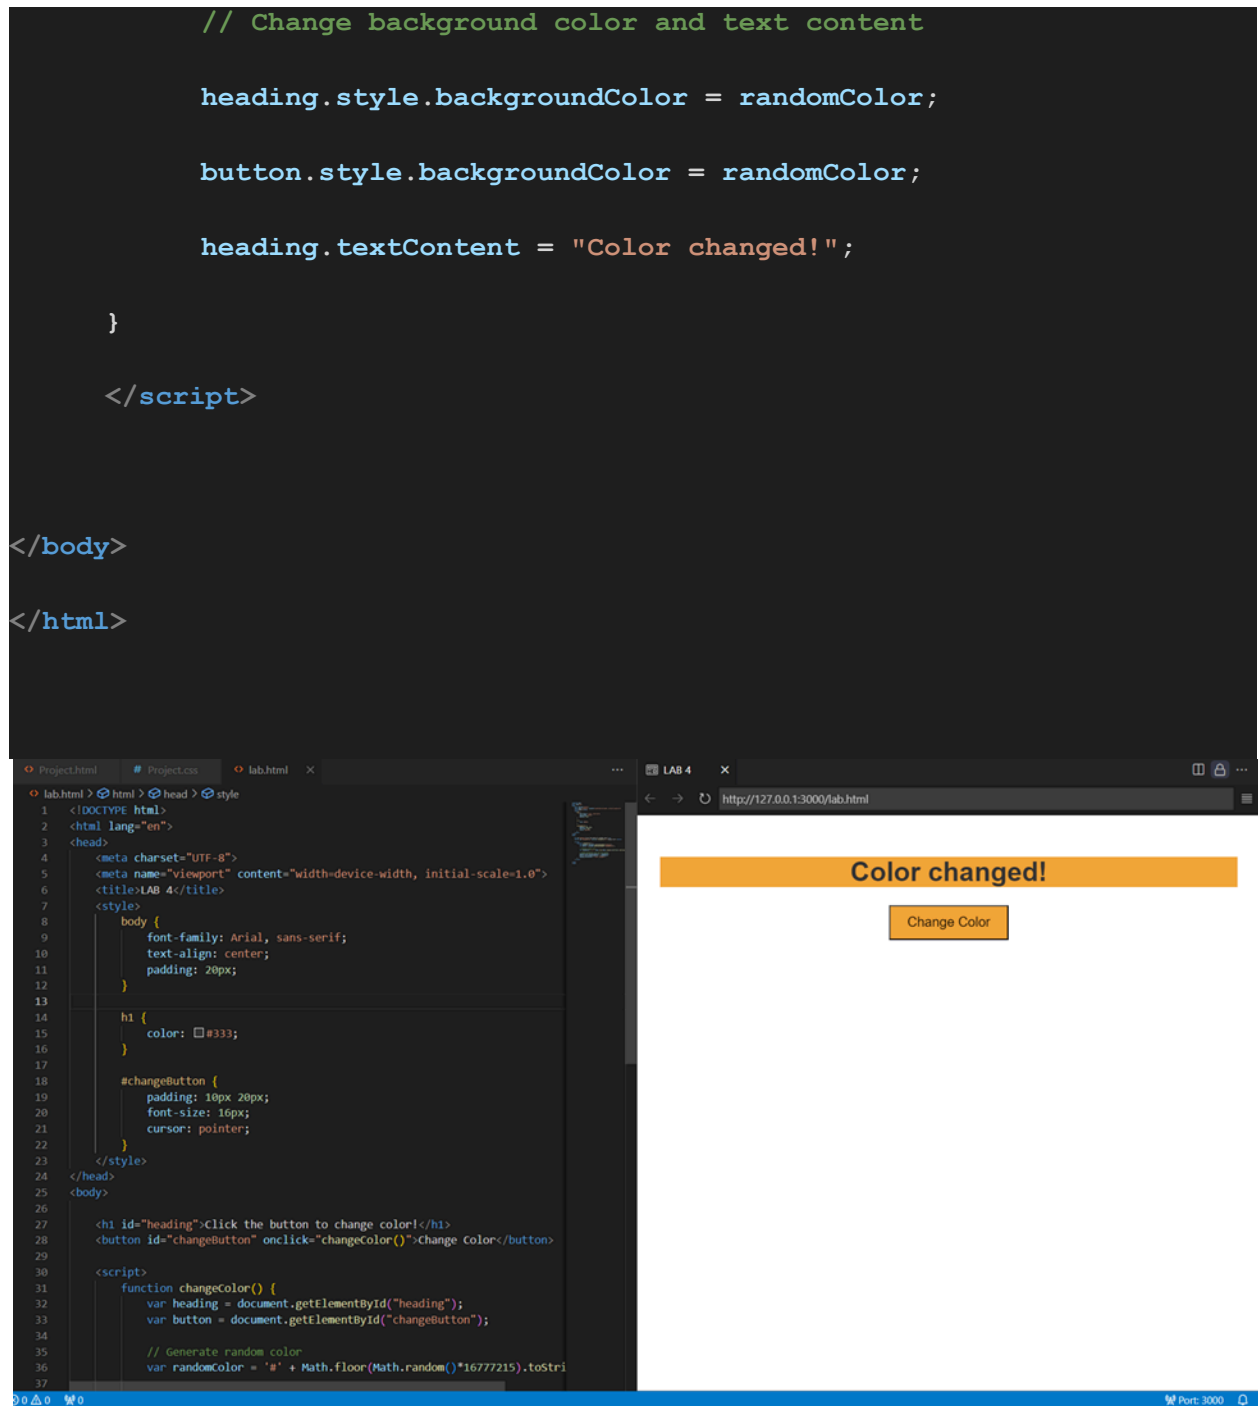 // Change background color and text content
heading.style.backgroundColor = randomColor;
button.style.backgroundColor = randomColor;
heading.textContent = "Color changed!";
}
</script>
</body>
</html>
Project.html # Project.css lab.html
lab.html > html > head > style
1 <!DOCTYPE html>
2 <html lang="en">
3 <head>
4 <meta charset="UTF-8">
5 <meta name="viewport" content="width=device-width, initial-scale=1.0">
6 <title>LAB 4</title>
7 <style>
8 body {
9 font-family: Arial, sans-serif;
10 text-align: center;
11 padding: 20px;
12 }
13
14 h1 {
15 color: #333;
16 }
17
18 #changeButton {
19 padding: 10px 20px;
20 font-size: 16px;
21 cursor: pointer;
22 }
23 </style>
24 </head>
25 <body>
26
27 <h1 id="heading">Click the button to change color!</h1>
28 <button id="changeButton" onclick="changeColor()">Change Color</button>
29
30 <script>
31 function changeColor() {
32 var heading = document.getElementById("heading");
33 var button = document.getElementById("changeButton");
34
35 // Generate random color
36 var randomColor = '#' + Math.floor(Math.random()*16777215).toStri
37
LAB 4
http://127.0.0.1:3000/lab.html
Color changed!
Change Color
0 0 0
Port: 3000